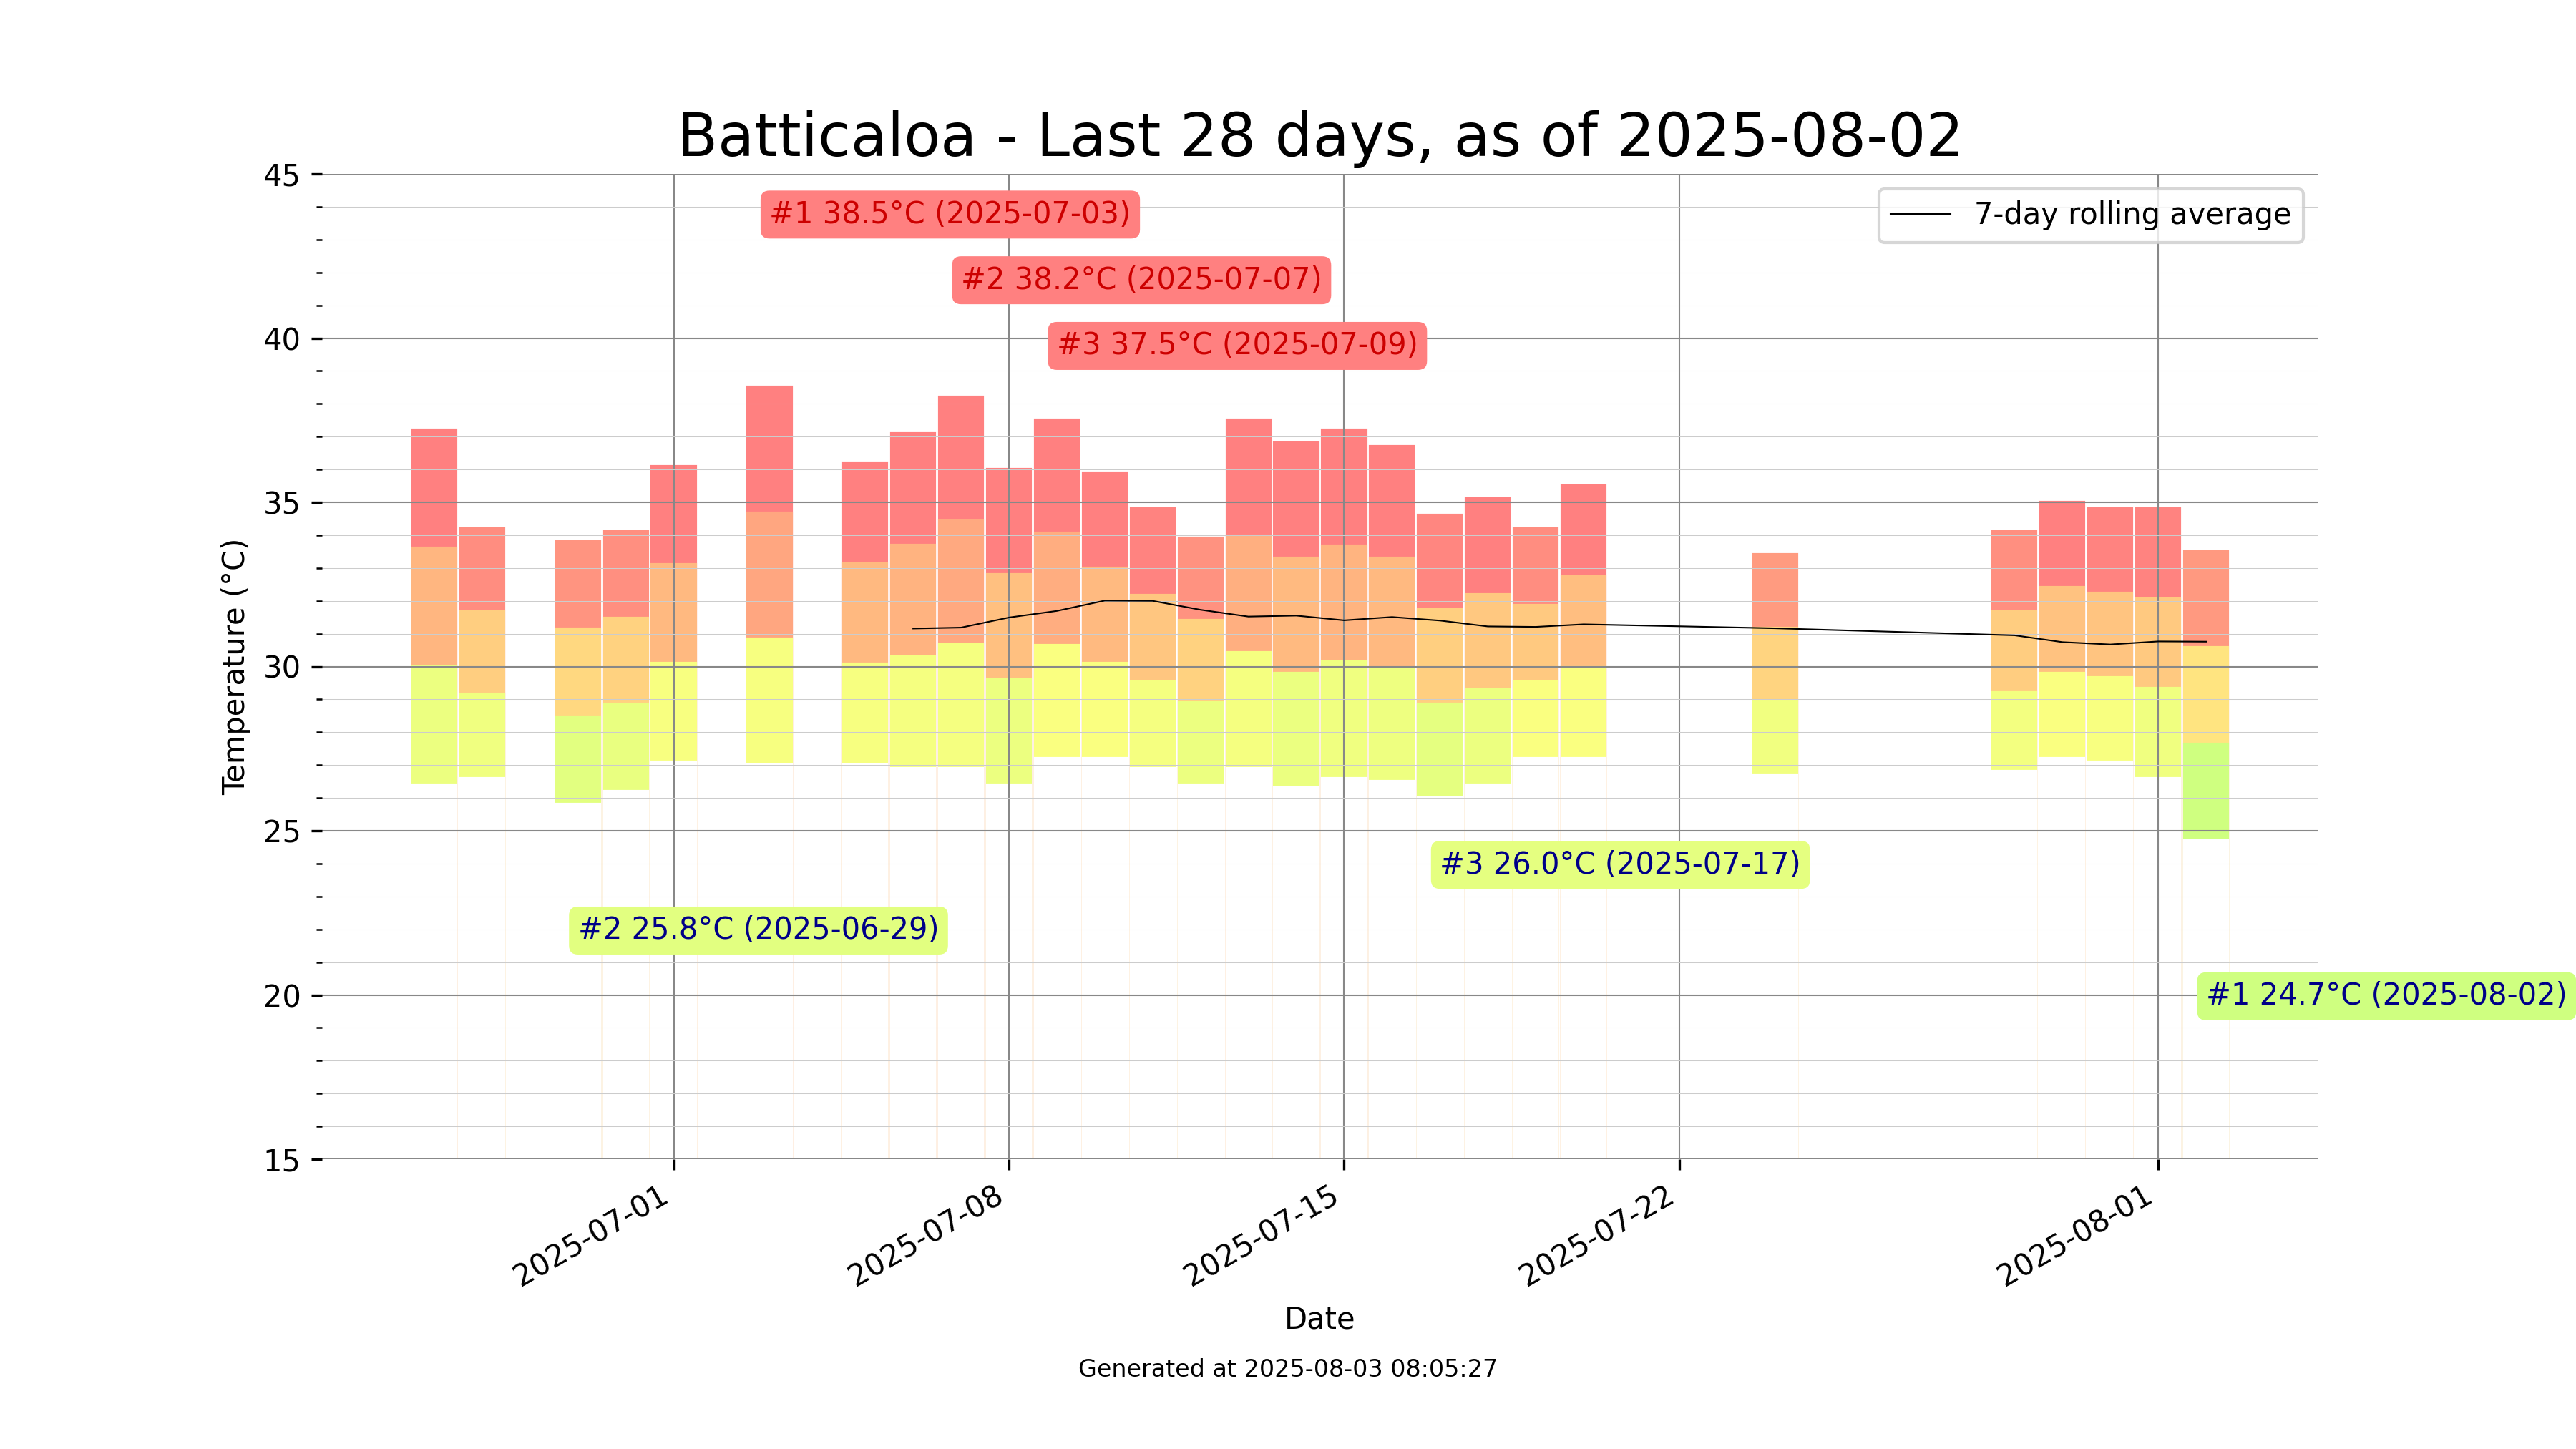 Batticaloa - Last 28 days, as of 2025-08-02
45
#1 38.5°C (2025-07-03)
7-day rolling average
#2 38.2°C (2025-07-07)
40
#3 37.5°C (2025-07-09)
35
Temperature (°C)
30
25
#3 26.0°C (2025-07-17)
#2 25.8°C (2025-06-29)
20
#1 24.7°C (2025-08-02)
15
2025-07-01
2025-07-08
2025-07-15
2025-07-22
2025-08-01
Date
Generated at 2025-08-03 08:05:27